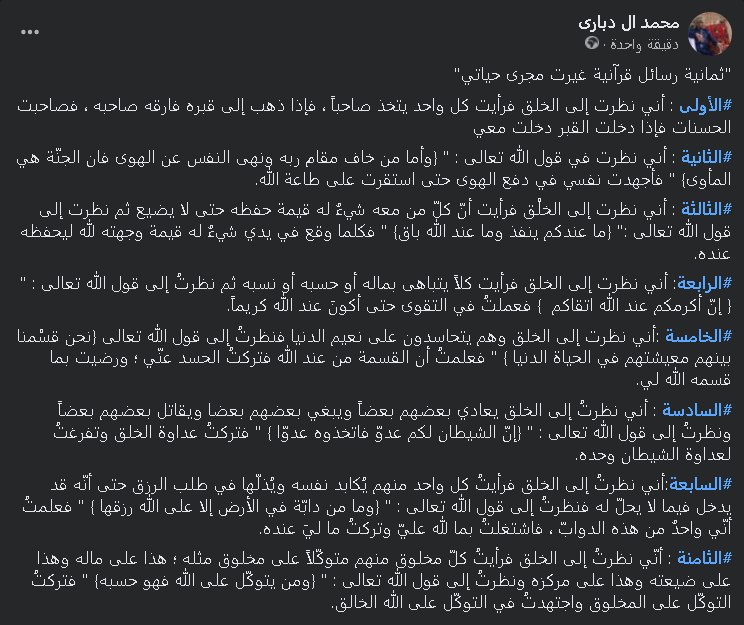 محمد ال دبارى
دقيقة واحدة ·
"ثمانية رسائل قرآنية غيرت مجرى حياتي"
#الأولى : أني نظرت إلى الخلق فرأيت كل واحد يتخذ صاحباً ، فإذا ذهب إلى قبره فارقه صاحبه ، فصاحبت
الحسنات فإذا دخلت القبر دخلت معي
#الثانية : أني نظرت في قول الله تعالى : " {وأما من خاف مقام ربه ونهى النفس عن الهوى فان الجنّة هي
المأوى} " فأجهدت نفسي في دفع الهوى حتى استقرت على طاعة الله.
#الثالثة : أني نظرت إلى الخلْق فرأيت أنّ كلّ من معه شيءُ له قيمة حفظه حتى لا يضيع ثم نظرت إلى
قول الله تعالى :" {ما عندكم ينفذ وما عند الله باق} " فكلما وقع في يدي شيءُ له قيمة وجهته لله ليحفظه
عنده.
#الرابعة: أني نظرت إلى الخلق فرأيت كلاً يتباهى بماله أو حسبه أو نسبه ثم نظرتُ إلى قول الله تعالى : "
{ إنّ أكرمكم عند الله اتقاكم } فعملتُ في التقوى حتى أكونَ عند الله كريماً.
#الخامسة :أني نظرت إلى الخلق وهم يتحاسدون على نعيم الدنيا فنظرتُ إلى قول الله تعالى {نحن قسْمنا
بينهم معيشتهم في الحياة الدنيا } " فعلمتُ أن القسمة من عند الله فتركتُ الحسد عنّي ؛ ورضيت بما
قسمه الله لي.
#السادسة : أني نظرتُ إلى الخلق يعادي بعضهم بعضاً ويبغي بعضهم بعضا ويقاتل بعضهم بعضاً
ونظرتُ إلى قول الله تعالى : " {إنّ الشيطان لكم عدوّ فاتخذوه عدوّا } " فتركتُ عداوة الخلق وتفرغتُ
لعداوة الشيطان وحده.
#السابعة:أني نظرتُ إلى الخلق فرأيتُ كل واحد منهم يُكابد نفسه ويُذلّها في طلب الرزق حتى أنّه قد
يدخل فيما لا يحلّ له فنظرتُ إلى قول الله تعالى : " {وما من دابّة في الأرض إلا على الله رزقها } " فعلمتُ
أنّي واحدُ من هذه الدوابّ ، فاشتغلتُ بما لله عليّ وتركتُ ما ليَ عنده.
#الثامنة : أنّي نظرتُ إلى الخلق فرأيتُ كلّ مخلوق منهم متوكّلاً على مخلوق مثله ؛ هذا على ماله وهذا
على ضيعته وهذا على مركزه ونظرتُ إلى قول الله تعالى : " {ومن يتوكّل على الله فهو حسبه} " فتركتُ
التوكّل على المخلوق واجتهدتُ في التوكّل على الله الخالق.